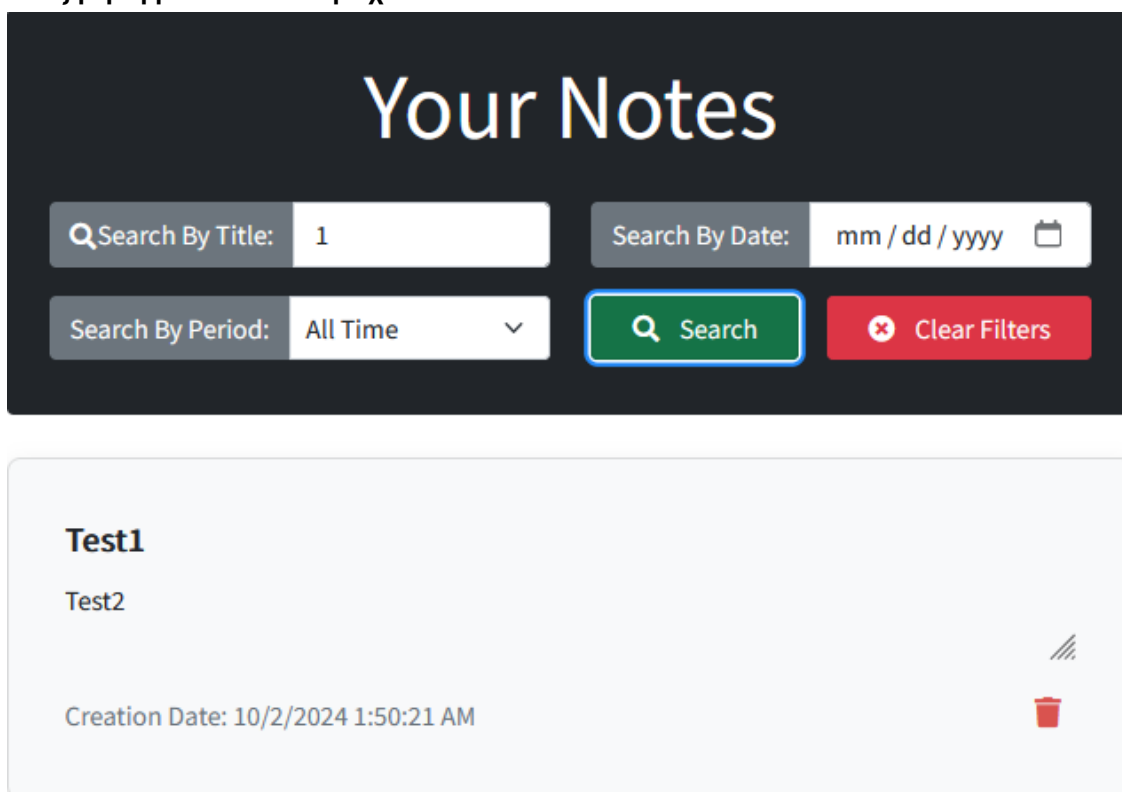 Your Notes
Search By Title: 1
Search By Date: mm / dd / yyyy
Search By Period: All Time
Search
Clear Filters
Test1
Test2
Creation Date: 10/2/2024 1:50:21 AM